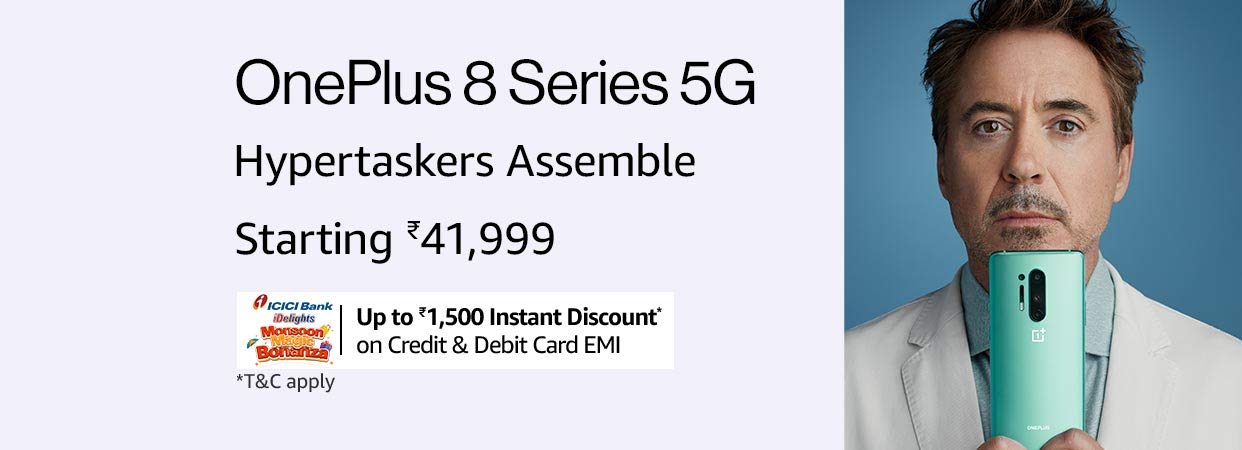 OnePlus 8 Series 5G
Hypertaskers Assemble
Starting ₹41,999
ICICI Bank
iDelights
Monsoon
Magic
Bonanza
Up to ₹1,500 Instant Discount*
on Credit & Debit Card EMI
*T&C apply
ONEPLUS